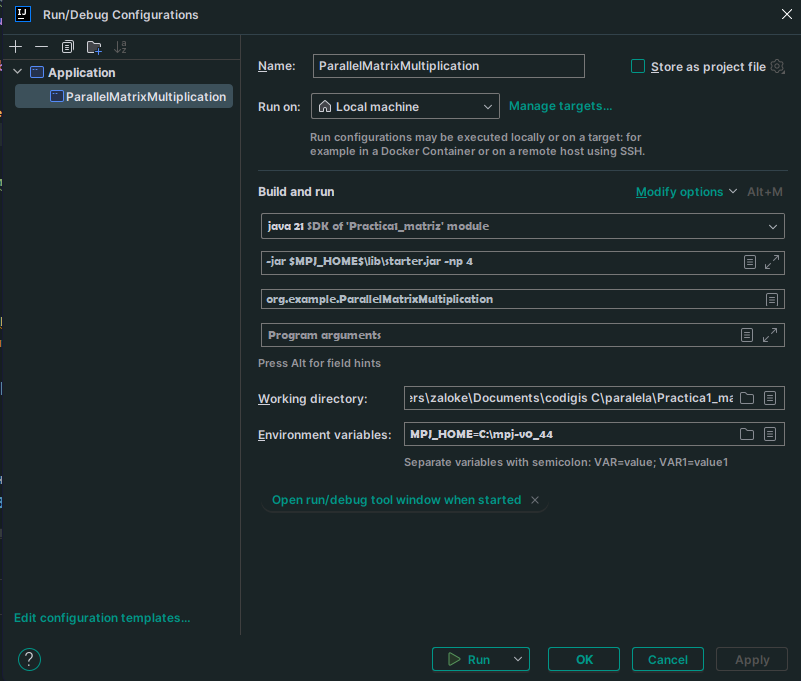 Run/Debug Configurations
Application
ParallelMatrixMultiplication
Name: ParallelMatrixMultiplication
Store as project file
Run on: Local machine
Manage targets...
Run configurations may be executed locally or on a target: for
example in a Docker Container or on a remote host using SSH.
Build and run
Modify options Alt+M
java 21 SDK of 'Practica1_matriz' module
-jar $MPJ_HOME$\lib\starter.jar -np 4
org.example.ParallelMatrixMultiplication
Program arguments
Press Alt for field hints
Working directory: ers\zaloke\Documents\codigis C\paralela\Practica1_ma
Environment variables: MPJ_HOME=C:\mpj-v0_44
Separate variables with semicolon: VAR=value; VAR1=value1
Open run/debug tool window when started
Edit configuration templates...
? Run OK Cancel Apply